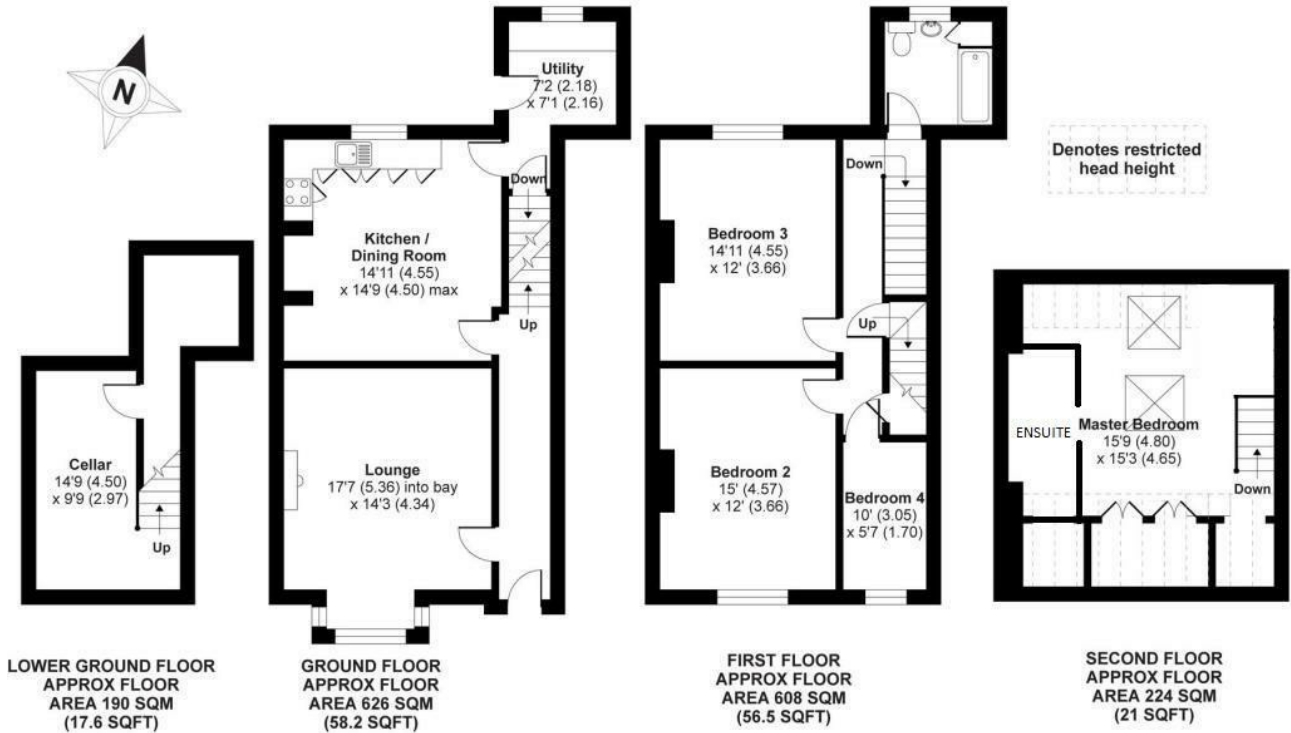 N
Utility
7'2 (2.18)
x 7'1 (2.16)
Down
Kitchen /
Dining Room
14'11 (4.55)
x 14'9 (4.50) max
Up
Cellar
14'9 (4.50)
x 9'9 (2.97)
Up
Lounge
17'7 (5.36) into bay
x 14'3 (4.34)
Down
Bedroom 3
14'11 (4.55)
x 12' (3.66)
Up
Bedroom 2
15' (4.57)
x 12' (3.66)
Bedroom 4
10' (3.05)
x 5'7 (1.70)
Denotes restricted
head height
ENSUITE
Master Bedroom
15'9 (4.80)
x 15'3 (4.65)
Down
LOWER GROUND FLOOR
APPROX FLOOR
AREA 190 SQM
(17.6 SQFT)
GROUND FLOOR
APPROX FLOOR
AREA 626 SQM
(58.2 SQFT)
FIRST FLOOR
APPROX FLOOR
AREA 608 SQM
(56.5 SQFT)
SECOND FLOOR
APPROX FLOOR
AREA 224 SQM
(21 SQFT)